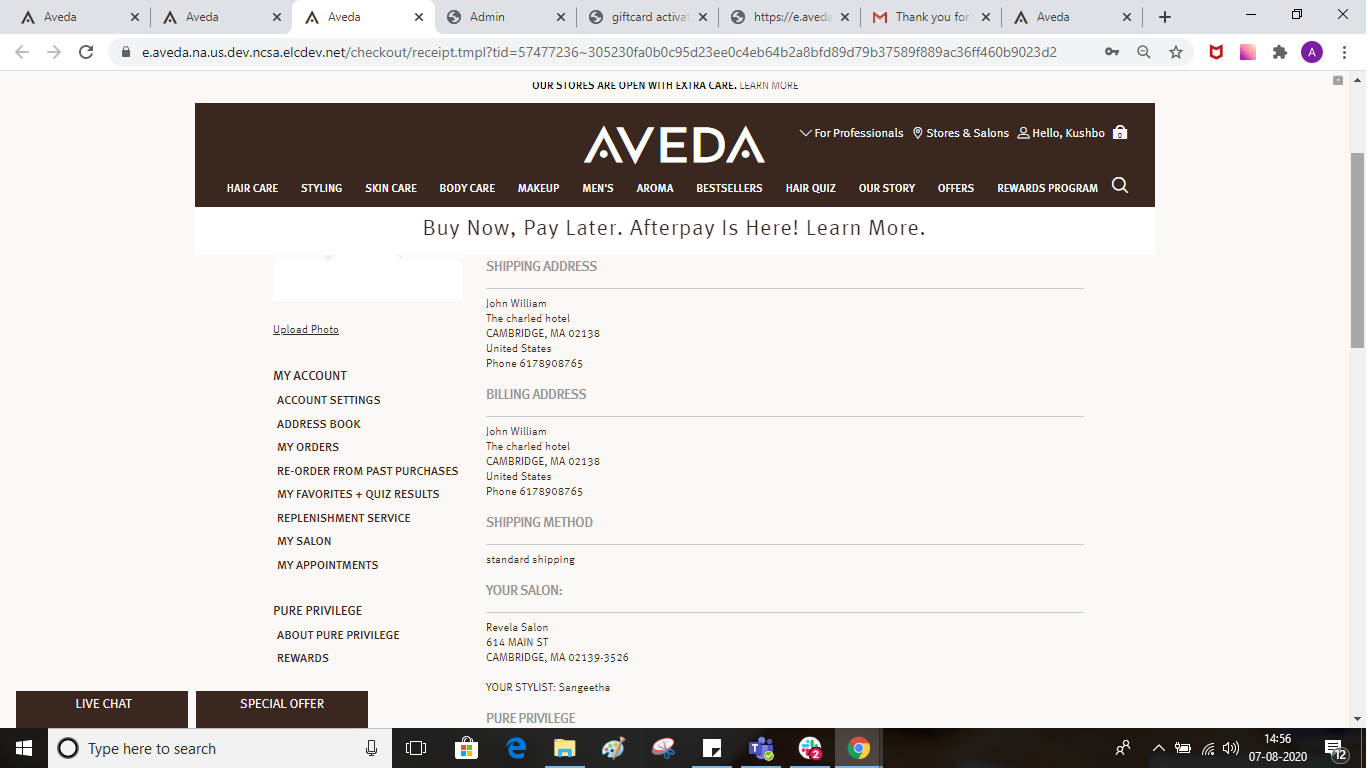 Aveda
Aveda
Aveda
Admin
giftcard activat
https://e.aveda
Thank you for
Aveda
e.aveda.na.us.dev.ncsa.elcdev.net/checkout/receipt.tmpl?tid=57477236~305230fa0b0c95d23ee0c4eb64b2a8bfd89d79b37589f889ac36ff460b9023d2
A
OUR STORES ARE OPEN WITH EXTRA CARE. LEARN MORE
AVEDA
For Professionals
Stores & Salons
Hello, Kushbo
0
HAIR CARE
STYLING
SKIN CARE
BODY CARE
MAKEUP
MEN'S
AROMA
BESTSELLERS
HAIR QUIZ
OUR STORY
OFFERS
REWARDS PROGRAM
Buy Now, Pay Later. Afterpay Is Here! Learn More.
Upload Photo
MY ACCOUNT
ACCOUNT SETTINGS
ADDRESS BOOK
MY ORDERS
RE-ORDER FROM PAST PURCHASES
MY FAVORITES + QUIZ RESULTS
REPLENISHMENT SERVICE
MY SALON
MY APPOINTMENTS
PURE PRIVILEGE
ABOUT PURE PRIVILEGE
REWARDS
SHIPPING ADDRESS
John William
The charled hotel
CAMBRIDGE, MA 02138
United States
Phone 6178908765
BILLING ADDRESS
John William
The charled hotel
CAMBRIDGE, MA 02138
United States
Phone 6178908765
SHIPPING METHOD
standard shipping
YOUR SALON:
Revela Salon
614 MAIN ST
CAMBRIDGE, MA 02139-3526
YOUR STYLIST: Sangeetha
PURE PRIVILEGE
LIVE CHAT
SPECIAL OFFER
Type here to search
2
14:56
07-08-2020
12